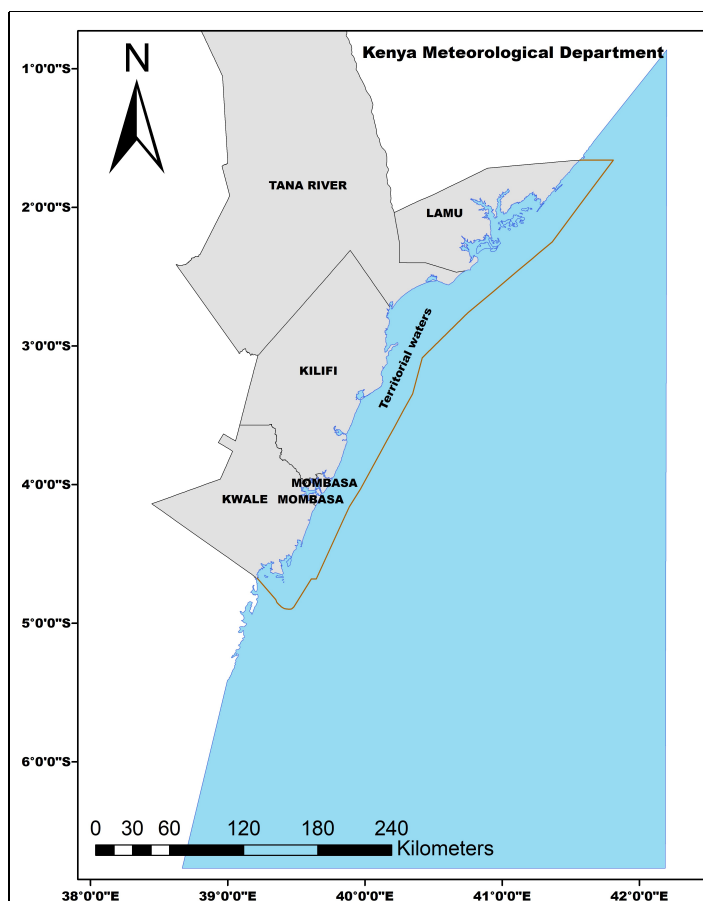 Kenya Meteorological Department
N
1°0'0"S
TANA RIVER
2°0'0"S
LAMU
3°0'0"S
Territorial waters
KILIFI
4°0'0"S
MOMBASA
KWALE
MOMBASA
5°0'0"S
6°0'0"S
0 30 60 120 180 240
Kilometers
38°0'0"E 39°0'0"E 40°0'0"E 41°0'0"E 42°0'0"E